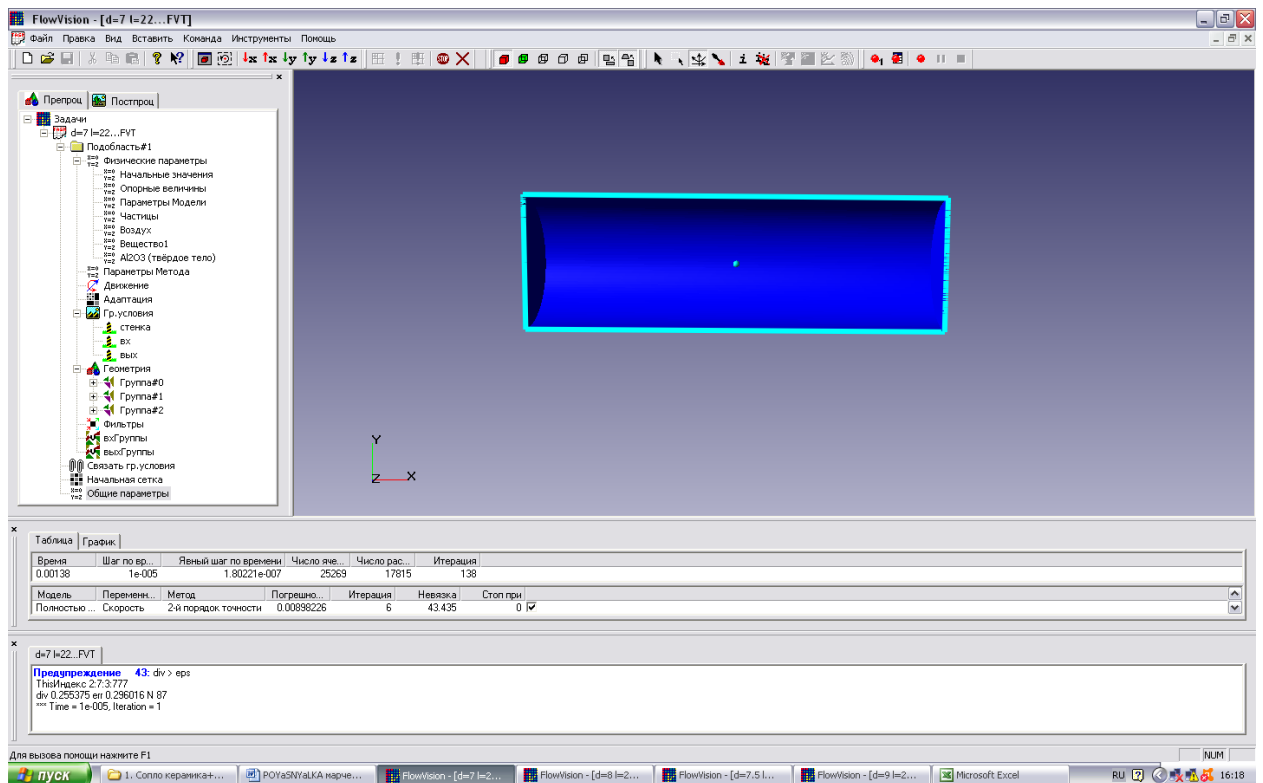 FlowVision - [d=7 l=22...FVT]
Файл Правка Вид Вставить Команда Инструменты Помощь
Препроц Постпроц
Задачи
d=7 l=22...FVT
Подобласть#1
Физические параметры
Начальные значения
Опорные величины
Параметры Модели
Частицы
Воздух
Вещество1
Al2O3 (твёрдое тело)
Параметры Метода
Движение
Адаптация
Гр.условия
стенка
вх
вых
Геометрия
Группа#0
Группа#1
Группа#2
Фильтры
вхГруппы
выхГруппы
Связать гр.условия
Начальная сетка
Общие параметры
Y
Z X
Таблица График
Время Шаг по вр... Явный шаг по времени Число яче... Число рас... Итерация
0.00138 1e-005 1.80221e-007 25269 17815 138
Модель Переменн... Метод Погрешно... Итерация Невязка Стоп при
Полностью ... Скорость 2-й порядок точности 0.00898226 6 43.435 0
d=7 l=22...FVT
Предупреждение 43: div > eps
ThisИндекс 2:7:3:777
div 0.255375 err 0.296016 N 87
*** Time = 1e-005, Iteration = 1
Для вызова помощи нажмите F1 NUM
пуск 1. Сопло керамика+... POYaSNYaLKA марче... FlowVision - [d=7 l=2... FlowVision - [d=8 l=2... FlowVision - [d=7.5 l... FlowVision - [d=9 l=2... Microsoft Excel RU 16:18